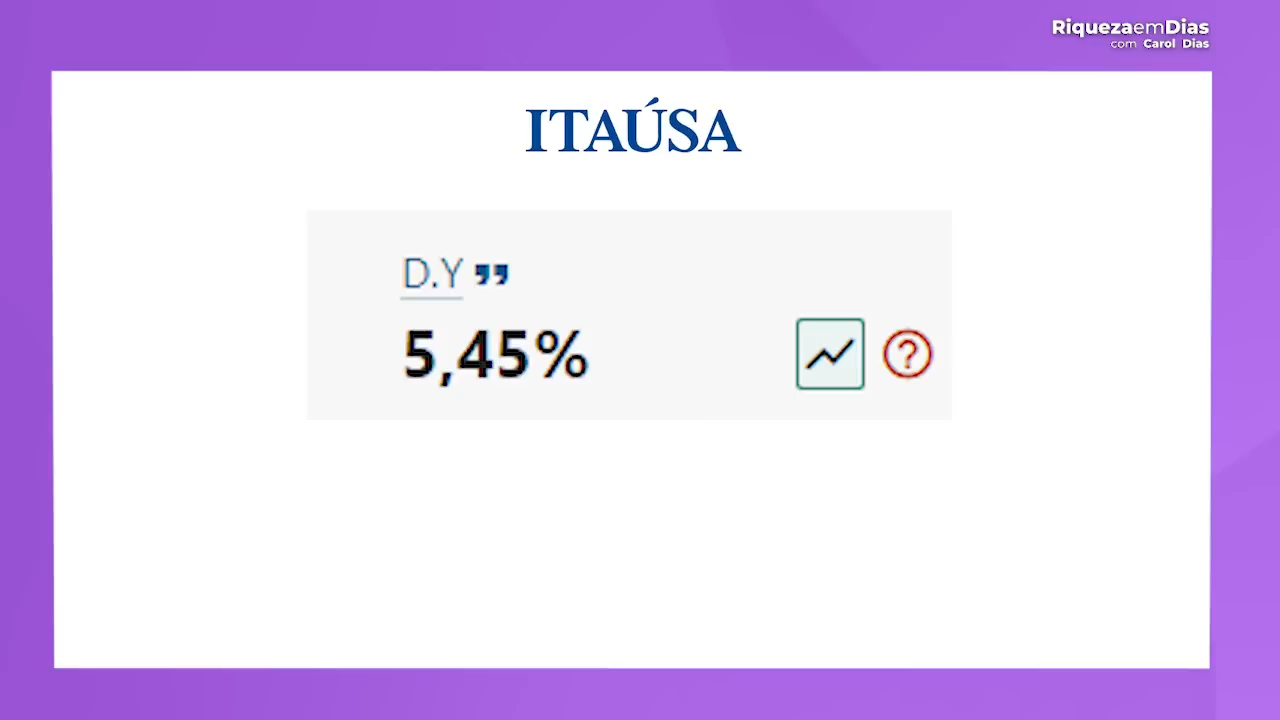 RiquezaemDias
com Carol Dias
ITAÚSA
D.Y ❞
5,45%